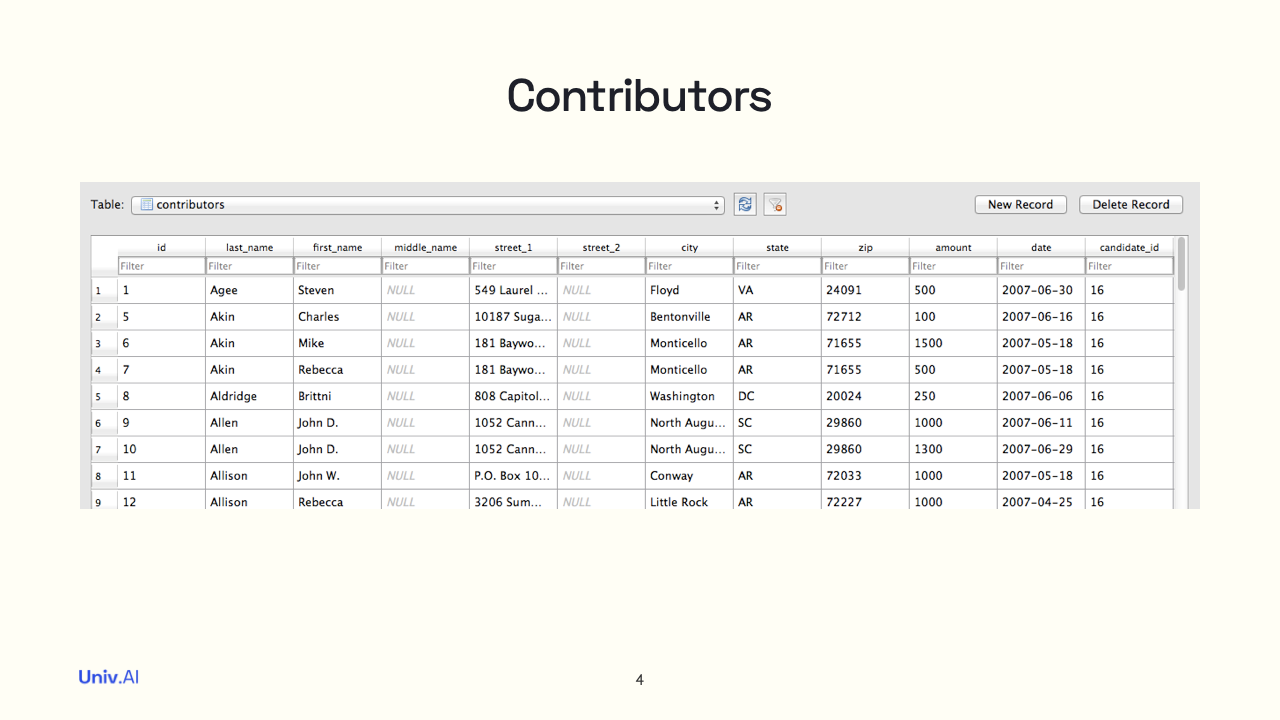 Contributors
Table: contributors New Record Delete Record
id last_name first_name middle_name street_1 street_2 city state zip amount date candidate_id
Filter Filter Filter Filter Filter Filter Filter Filter Filter Filter Filter Filter
1 1 Agee Steven NULL 549 Laurel ... NULL Floyd VA 24091 500 2007-06-30 16
2 5 Akin Charles NULL 10187 Suga... NULL Bentonville AR 72712 100 2007-06-16 16
3 6 Akin Mike NULL 181 Baywo... NULL Monticello AR 71655 1500 2007-05-18 16
4 7 Akin Rebecca NULL 181 Baywo... NULL Monticello AR 71655 500 2007-05-18 16
5 8 Aldridge Brittni NULL 808 Capitol... NULL Washington DC 20024 250 2007-06-06 16
6 9 Allen John D. NULL 1052 Cann... NULL North Augu... SC 29860 1000 2007-06-11 16
7 10 Allen John D. NULL 1052 Cann... NULL North Augu... SC 29860 1300 2007-06-29 16
8 11 Allison John W. NULL P.O. Box 10... NULL Conway AR 72033 1000 2007-05-18 16
9 12 Allison Rebecca NULL 3206 Sum... NULL Little Rock AR 72227 1000 2007-04-25 16
Univ.AI 4